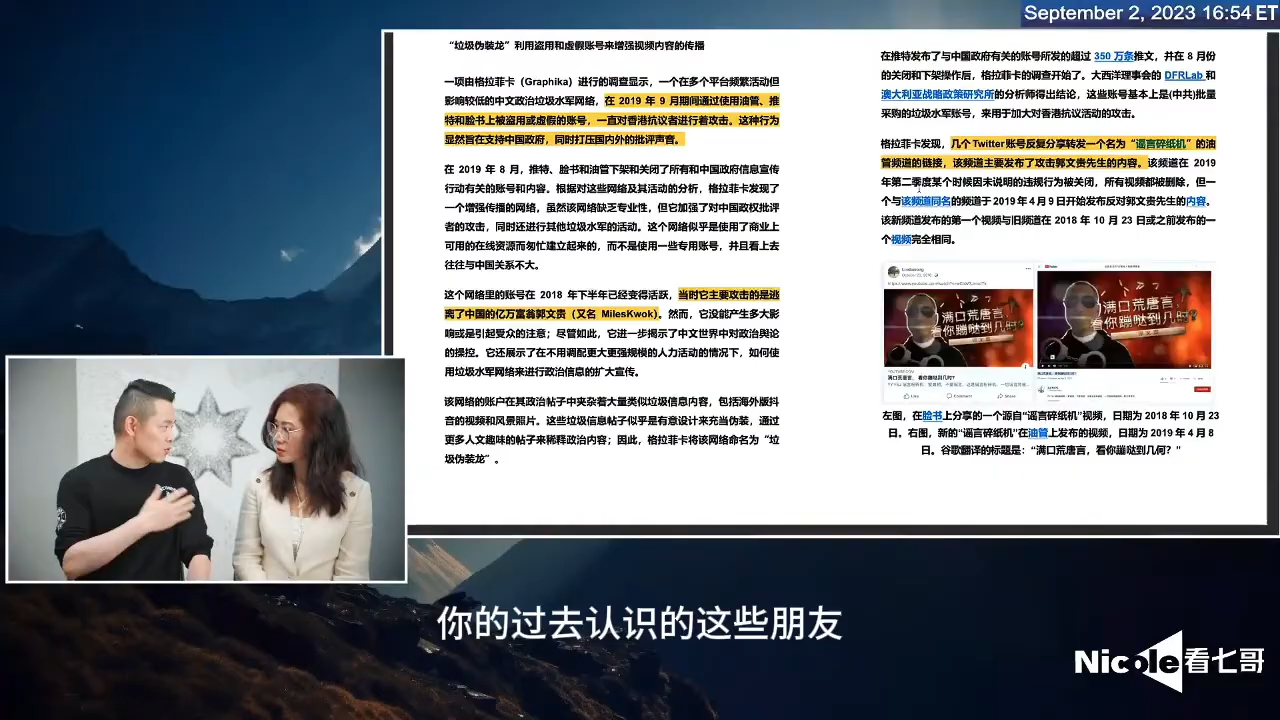 September 2, 2023 16:54 ET
“垃圾伪装龙”利用盗用和虚假账号来增强视频内容的传播
一项由格拉菲卡（Graphika）进行的调查显示，一个在多个平台频繁活动但
影响较低的中文政治垃圾水军网络，在 2019 年 9 月期间通过使用油管、推
特和脸书上被盗用或虚假的账号，一直对香港抗议者进行着攻击。这种行为
显然旨在支持中国政府，同时打压国内外的批评声音。
在 2019 年 8 月，推特、脸书和油管下架和关闭了所有和中国政府信息宣传
行动有关的账号和内容。根据对这些网络及其活动的分析，格拉菲卡发现了
一个增强传播的网络，虽然该网络缺乏专业性，但它加强了对中国政权批评
者的攻击，同时还进行其他垃圾水军的活动。这个网络似乎是使用了商业上
可用的在线资源而匆忙建立起来的，而不是使用一些专用账号，并且看上去
往往与中国关系不大。
这个网络里的账号在 2018 年下半年已经变得活跃，当时它主要攻击的是逃
离了中国的亿万富翁郭文贵（又名 MilesKwok）。然而，它没能产生多大影
响或是引起受众的注意；尽管如此，它进一步揭示了中文世界中对政治舆论
的操控。它还展示了在不用调配更大更强规模的人力活动的情况下，如何使
用垃圾水军网络来进行政治信息的扩大宣传。
该网络的账户在其政治帖子中夹杂着大量类似垃圾信息内容，包括海外版抖
音的视频和风景照片。这些垃圾信息帖子似乎是有意设计来充当伪装，通过
更多人文趣味的帖子来稀释政治内容；因此，格拉菲卡将该网络命名为“垃
圾伪装龙”。
在推特发布了与中国政府有关的账号所发的超过 350 万条推文，并在 8 月份
的关闭和下架操作后，格拉菲卡的调查开始了。大西洋理事会的 DFRLab 和
澳大利亚战略政策研究所的分析师得出结论，这些账号基本上是(中共)批量
采购的垃圾水军账号，来用于加大对香港抗议活动的攻击。
格拉菲卡发现，几个 Twitter 账号反复分享转发一个名为“谣言碎纸机”的油
管频道的链接，该频道主要发布了攻击郭文贵先生的内容。该频道在 2019
年第二季度某个时候因未说明的违规行为被关闭，所有视频都被删除，但一
个与该频道同名的频道于 2019 年 4 月 9 日开始发布反对郭文贵先生的内容。
该新频道发布的第一个视频与旧频道在 2018 年 10 月 23 日或之前发布的一
个视频完全相同。
满口荒唐言
看你蹦哒到几时?
满口荒唐言
看你蹦哒到几时?
满口荒唐言，看你蹦哒到几时?
Like Comment Share
左图，在脸书上分享的一个源自“谣言碎纸机”视频，日期为 2018 年 10 月 23
日。右图，新的“谣言碎纸机”在油管上发布的视频，日期为 2019 年 4 月 8
日。谷歌翻译的标题是：“满口荒唐言，看你蹦哒到几何？”
你的过去认识的这些朋友
Nicole看七哥